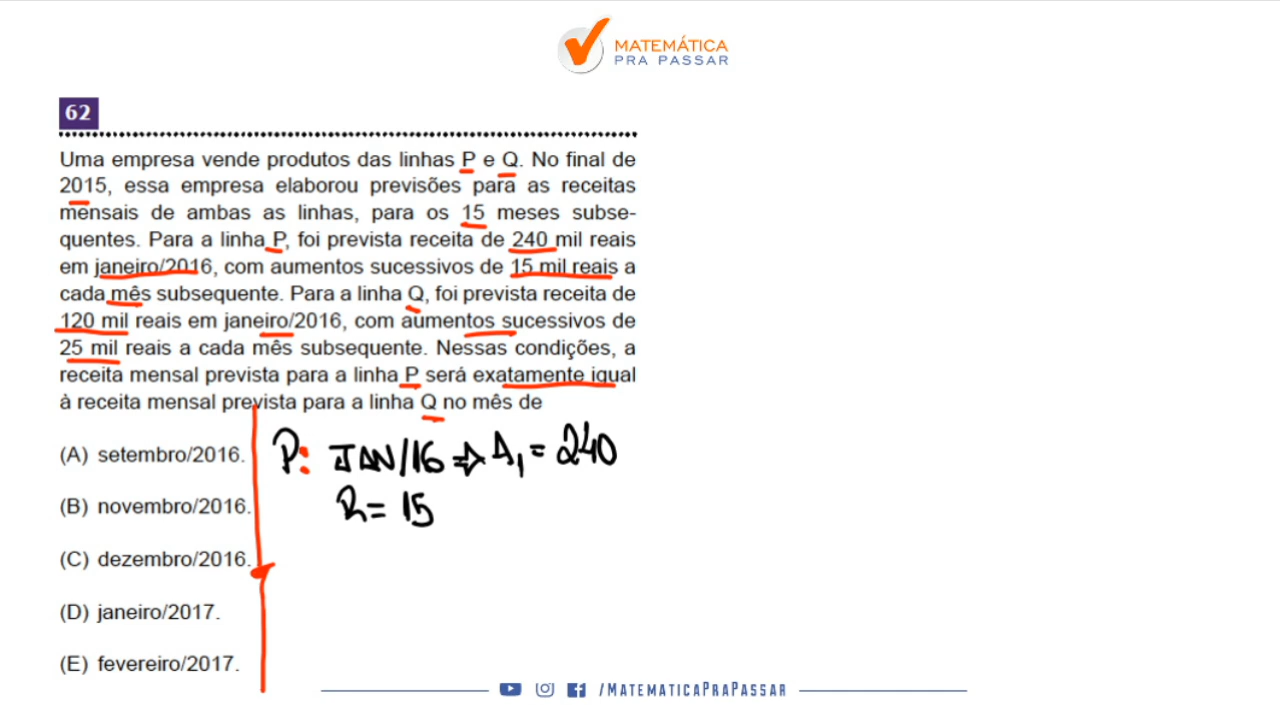 MATEMÁTICA
PRA PASSAR
62
Uma empresa vende produtos das linhas P e Q. No final de
2015, essa empresa elaborou previsões para as receitas
mensais de ambas as linhas, para os 15 meses subse-
quentes. Para a linha P, foi prevista receita de 240 mil reais
em janeiro/2016, com aumentos sucessivos de 15 mil reais a
cada mês subsequente. Para a linha Q, foi prevista receita de
120 mil reais em janeiro/2016, com aumentos sucessivos de
25 mil reais a cada mês subsequente. Nessas condições, a
receita mensal prevista para a linha P será exatamente igual
à receita mensal prevista para a linha Q no mês de
(A) setembro/2016.
(B) novembro/2016.
(C) dezembro/2016.
(D) janeiro/2017.
(E) fevereiro/2017.
P: JAN/16 ⇒ A₁ = 240
R = 15
/MATEMATICAPRAPASSAR